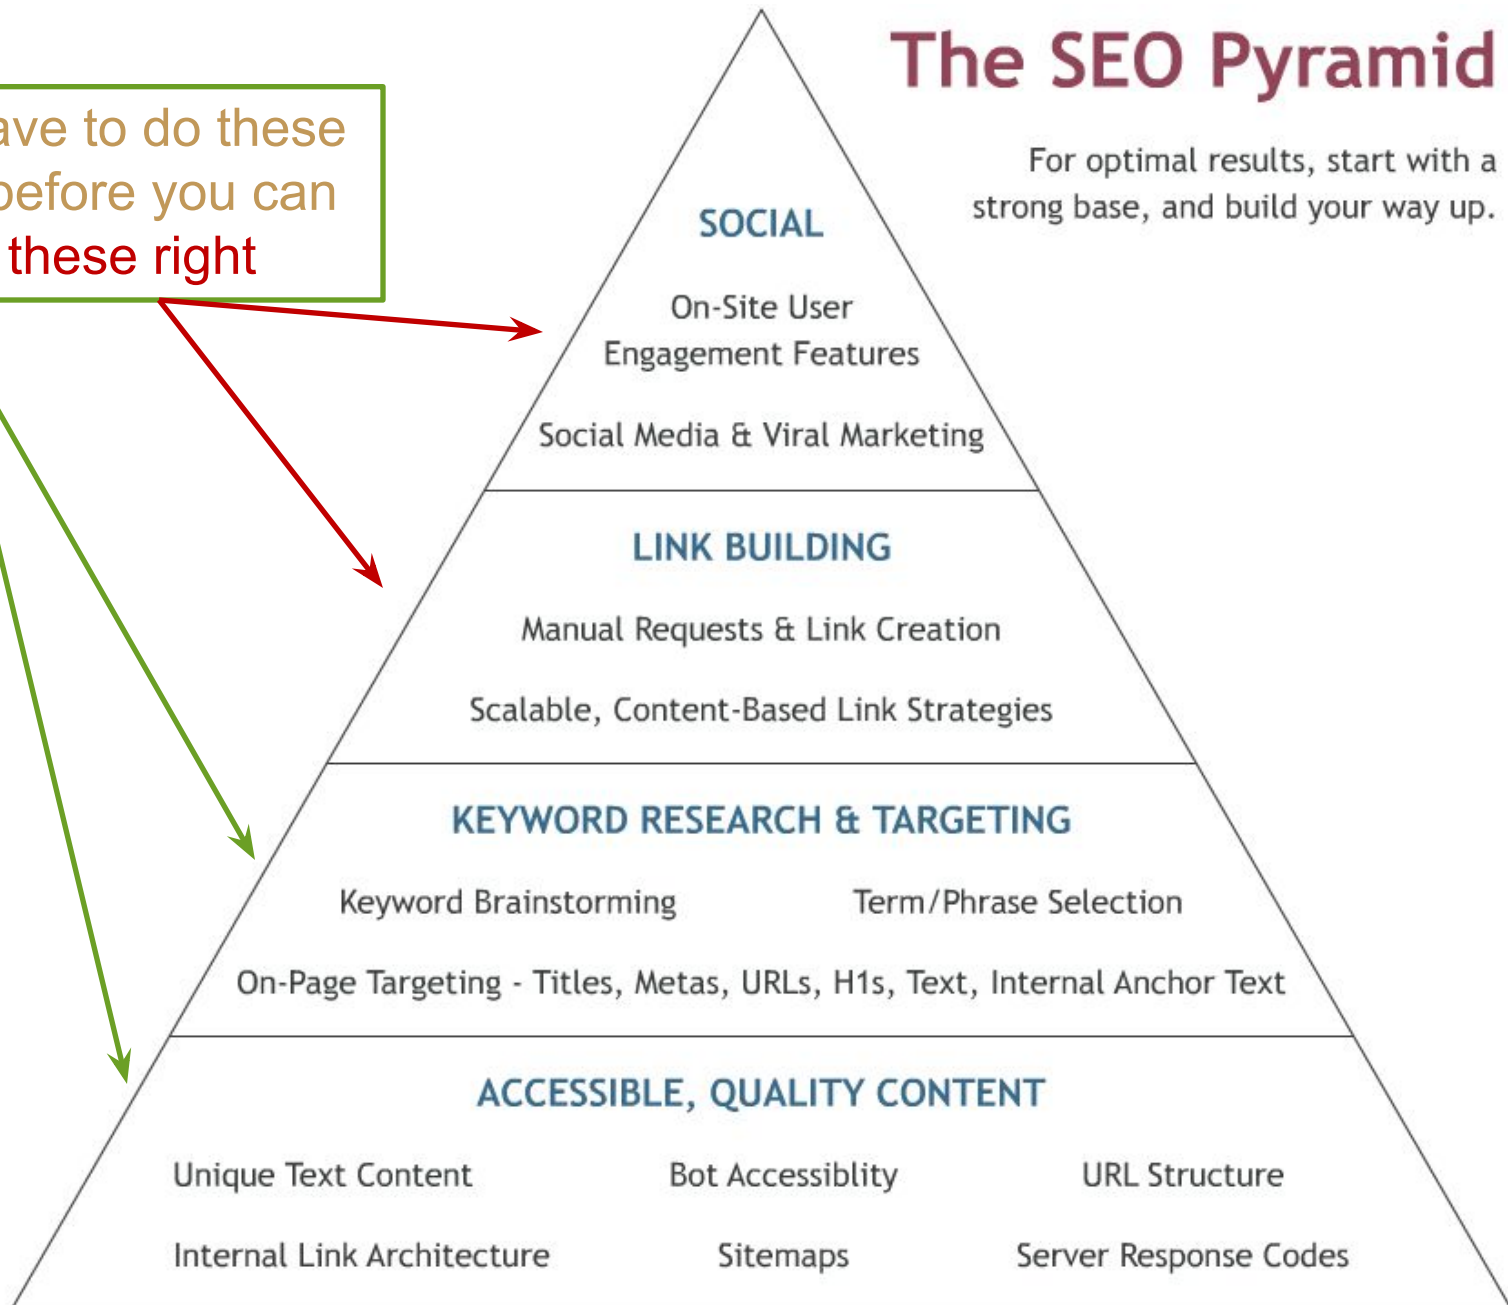 The SEO Pyramid
For optimal results, start with a
strong base, and build your way up.
ave to do these
before you can
these right
SOCIAL
On-Site User
Engagement Features
Social Media & Viral Marketing
LINK BUILDING
Manual Requests & Link Creation
Scalable, Content-Based Link Strategies
KEYWORD RESEARCH & TARGETING
Keyword Brainstorming Term/Phrase Selection
On-Page Targeting - Titles, Metas, URLs, H1s, Text, Internal Anchor Text
ACCESSIBLE, QUALITY CONTENT
Unique Text Content Bot Accessiblity URL Structure
Internal Link Architecture Sitemaps Server Response Codes